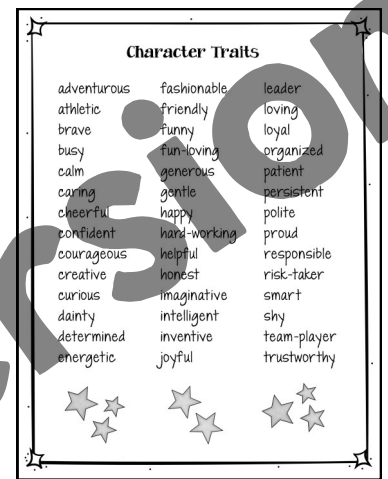 Character Traits
adventurous
athletic
brave
busy
calm
caring
cheerful
confident
courageous
creative
curious
dainty
determined
energetic
fashionable
friendly
funny
fun-loving
generous
gentle
happy
hard-working
helpful
honest
imaginative
intelligent
inventive
joyful
leader
loving
loyal
organized
patient
persistent
polite
proud
responsible
risk-taker
smart
shy
team-player
trustworthy